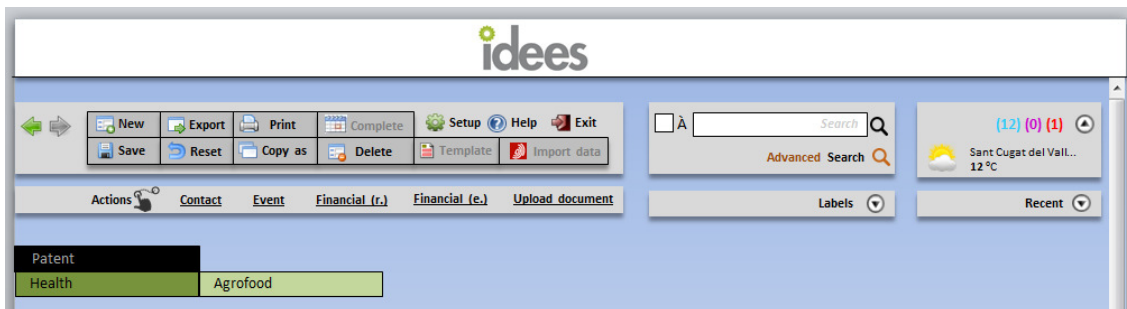 idees
New Export Print Complete Setup Help Exit
Save Reset Copy as Delete Template Import data
À Search
Advanced Search
(12) (0) (1)
Sant Cugat del Vall...
12 ºC
Actions Contact Event Financial (r.) Financial (e.) Upload document
Labels
Recent
Patent
Health Agrofood